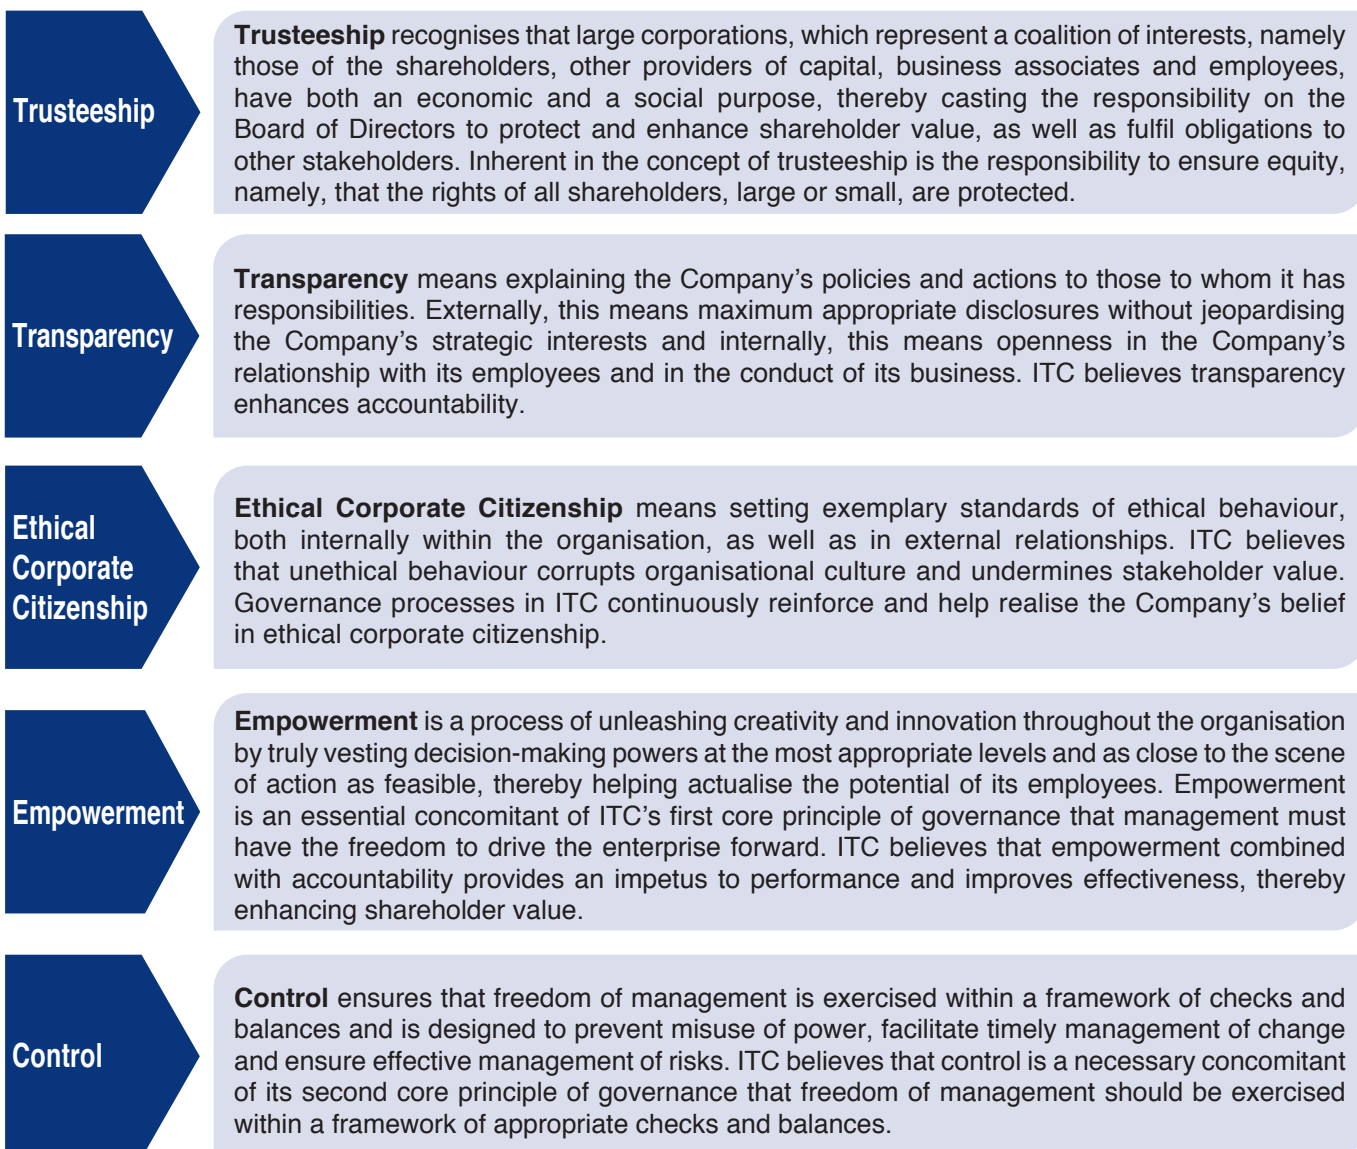 Trusteeship
Trusteeship recognises that large corporations, which represent a coalition of interests, namely
those of the shareholders, other providers of capital, business associates and employees,
have both an economic and a social purpose, thereby casting the responsibility on the
Board of Directors to protect and enhance shareholder value, as well as fulfil obligations to
other stakeholders. Inherent in the concept of trusteeship is the responsibility to ensure equity,
namely, that the rights of all shareholders, large or small, are protected.
Transparency
Transparency means explaining the Company's policies and actions to those to whom it has
responsibilities. Externally, this means maximum appropriate disclosures without jeopardising
the Company's strategic interests and internally, this means openness in the Company's
relationship with its employees and in the conduct of its business. ITC believes transparency
enhances accountability.
Ethical
Corporate
Citizenship
Ethical Corporate Citizenship means setting exemplary standards of ethical behaviour,
both internally within the organisation, as well as in external relationships. ITC believes
that unethical behaviour corrupts organisational culture and undermines stakeholder value.
Governance processes in ITC continuously reinforce and help realise the Company's belief
in ethical corporate citizenship.
Empowerment
Empowerment is a process of unleashing creativity and innovation throughout the organisation
by truly vesting decision-making powers at the most appropriate levels and as close to the scene
of action as feasible, thereby helping actualise the potential of its employees. Empowerment
is an essential concomitant of ITC's first core principle of governance that management must
have the freedom to drive the enterprise forward. ITC believes that empowerment combined
with accountability provides an impetus to performance and improves effectiveness, thereby
enhancing shareholder value.
Control
Control ensures that freedom of management is exercised within a framework of checks and
balances and is designed to prevent misuse of power, facilitate timely management of change
and ensure effective management of risks. ITC believes that control is a necessary concomitant
of its second core principle of governance that freedom of management should be exercised
within a framework of appropriate checks and balances.